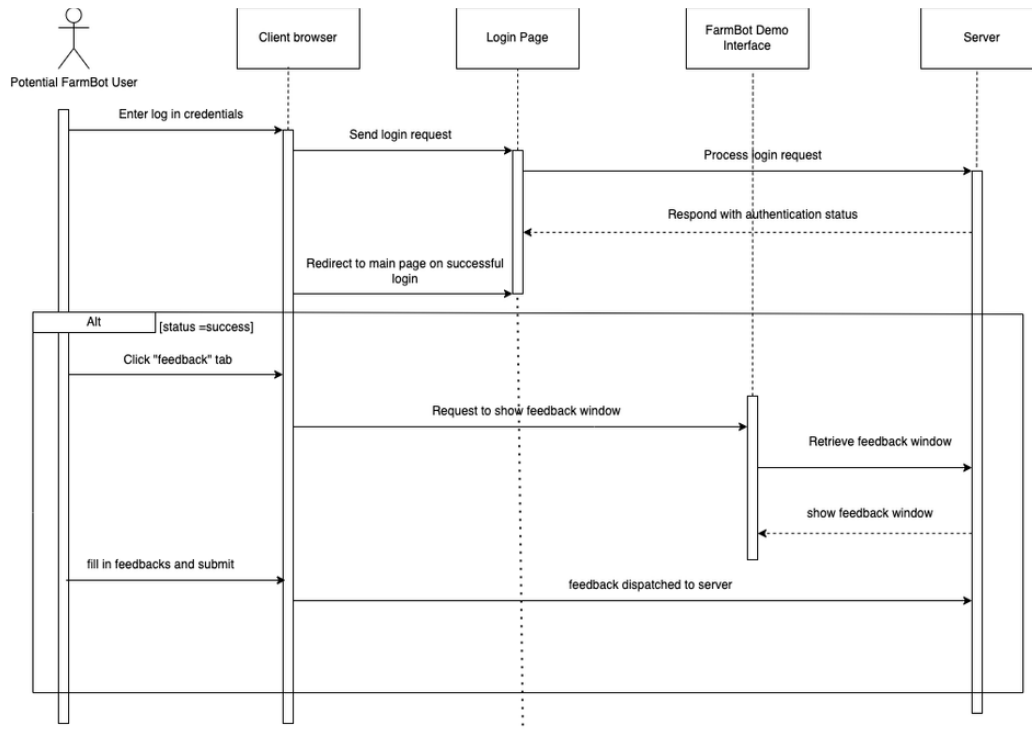 Client browser
Login Page
FarmBot Demo
Interface
Server
Potential FarmBot User
Enter log in credentials
Send login request
Process login request
Respond with authentication status
Redirect to main page on successful
login
Alt
[status =success]
Click "feedback" tab
Request to show feedback window
Retrieve feedback window
show feedback window
fill in feedbacks and submit
feedback dispatched to server